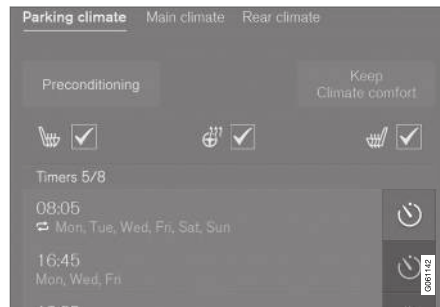 Parking climate Main climate Rear climate
Preconditioning
Keep
Climate comfort
Timers 5/8
08:05
Mon, Tue, Wed, Fri, Sat, Sun
16:45
Mon, Wed, Fri
G061142